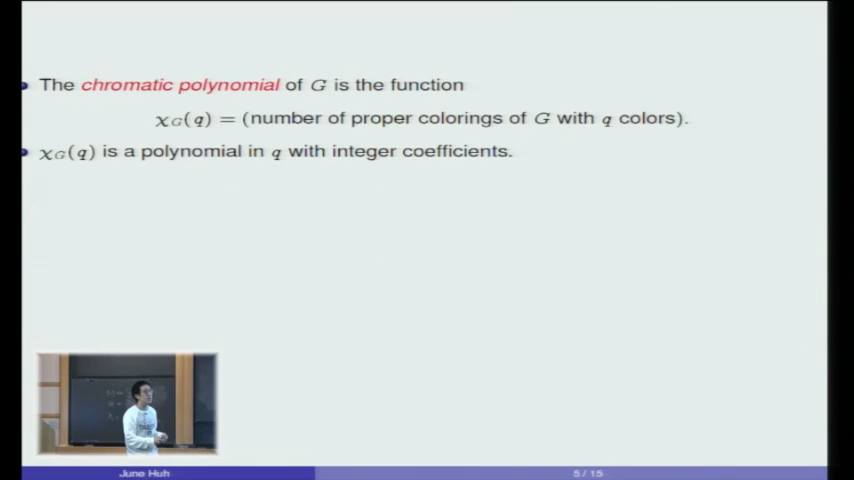 The chromatic polynomial of G is the function
χG(q) = (number of proper colorings of G with q colors).
χG(q) is a polynomial in q with integer coefficients.
June Huh
5 / 15